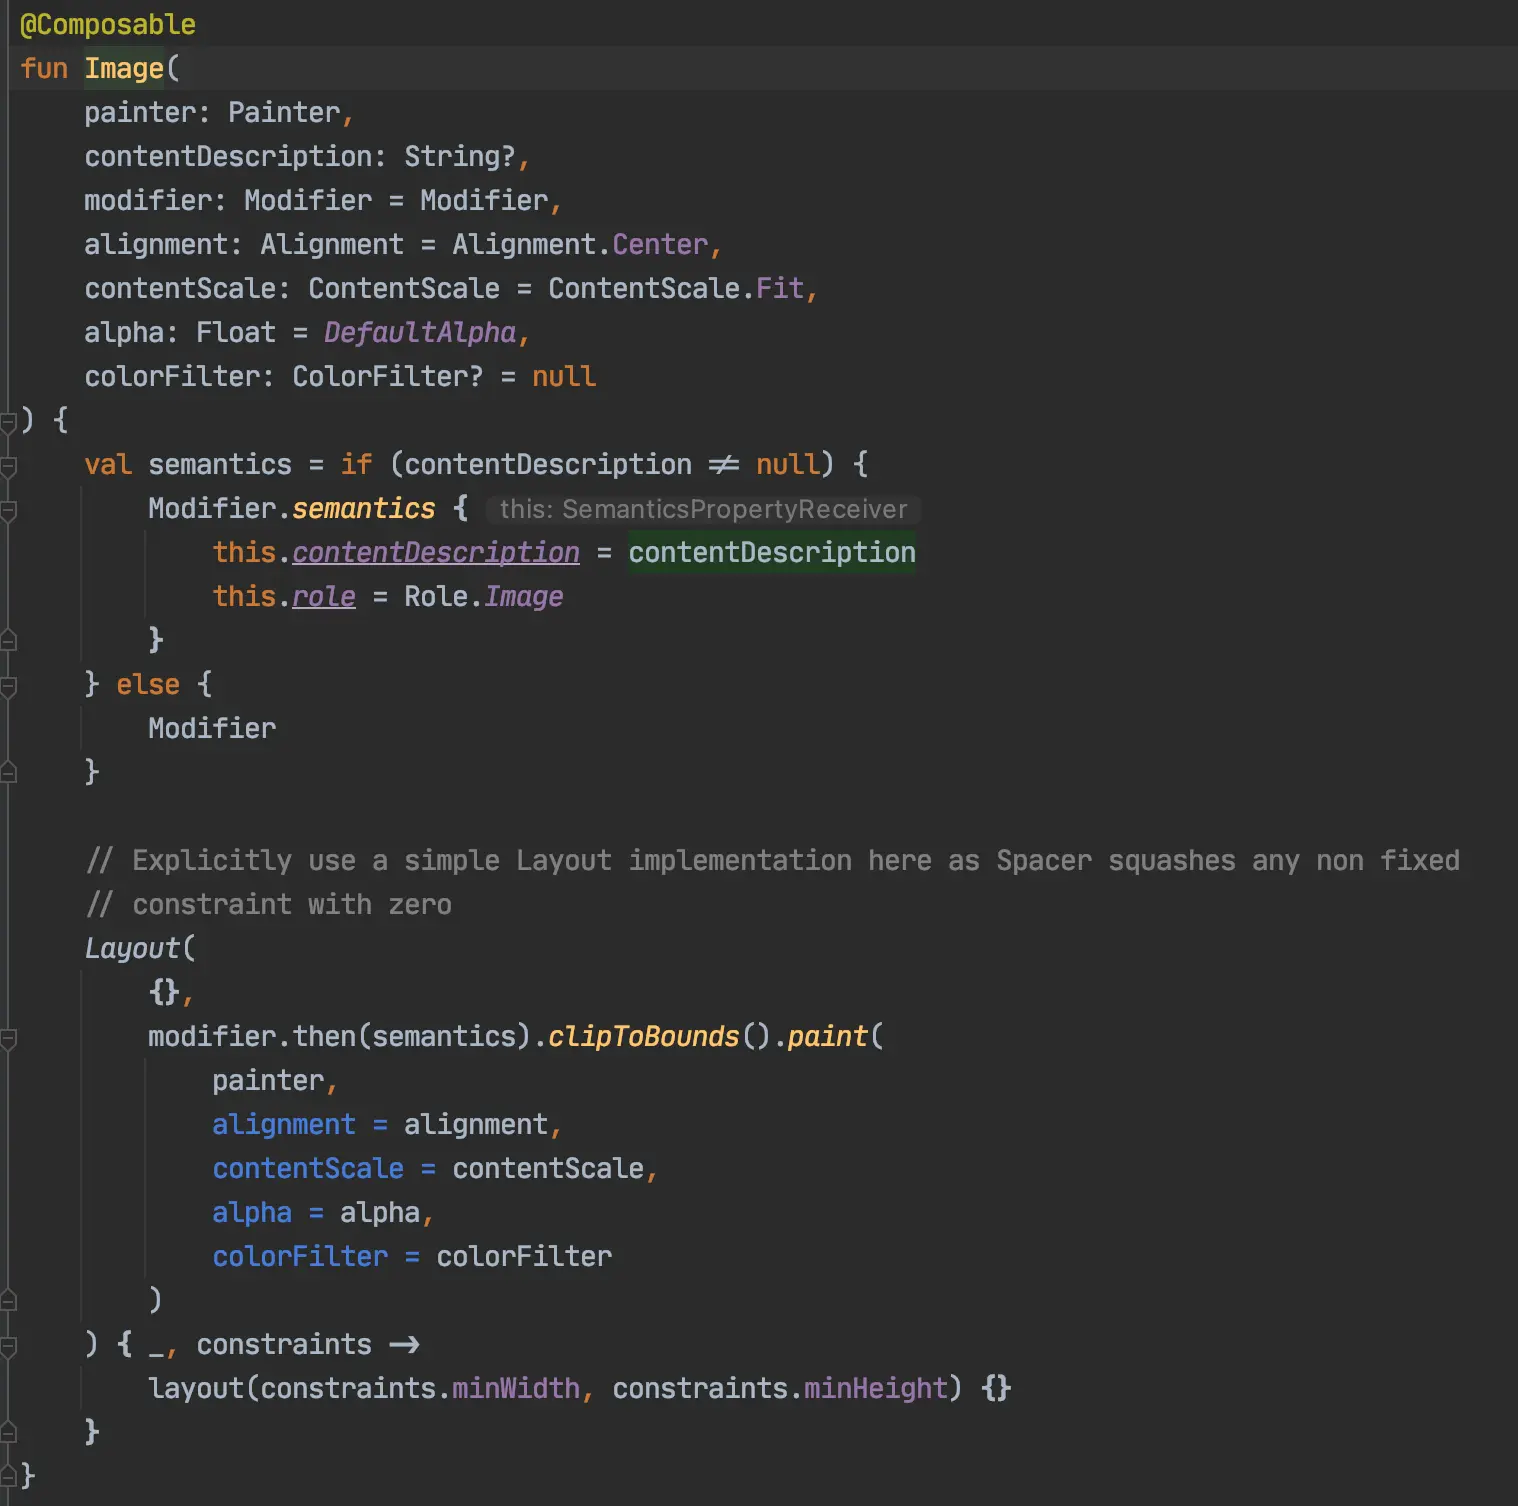 @Composable
fun Image(
    painter: Painter,
    contentDescription: String?,
    modifier: Modifier = Modifier,
    alignment: Alignment = Alignment.Center,
    contentScale: ContentScale = ContentScale.Fit,
    alpha: Float = DefaultAlpha,
    colorFilter: ColorFilter? = null
) {
    val semantics = if (contentDescription != null) {
        Modifier.semantics { this: SemanticsPropertyReceiver
            this.contentDescription = contentDescription
            this.role = Role.Image
        }
    } else {
        Modifier
    }

    // Explicitly use a simple Layout implementation here as Spacer squashes any non fixed
    // constraint with zero
    Layout(
        {},
        modifier.then(semantics).clipToBounds().paint(
            painter,
            alignment = alignment,
            contentScale = contentScale,
            alpha = alpha,
            colorFilter = colorFilter
        )
    ) { _, constraints ->
        layout(constraints.minWidth, constraints.minHeight) {}
    }
}